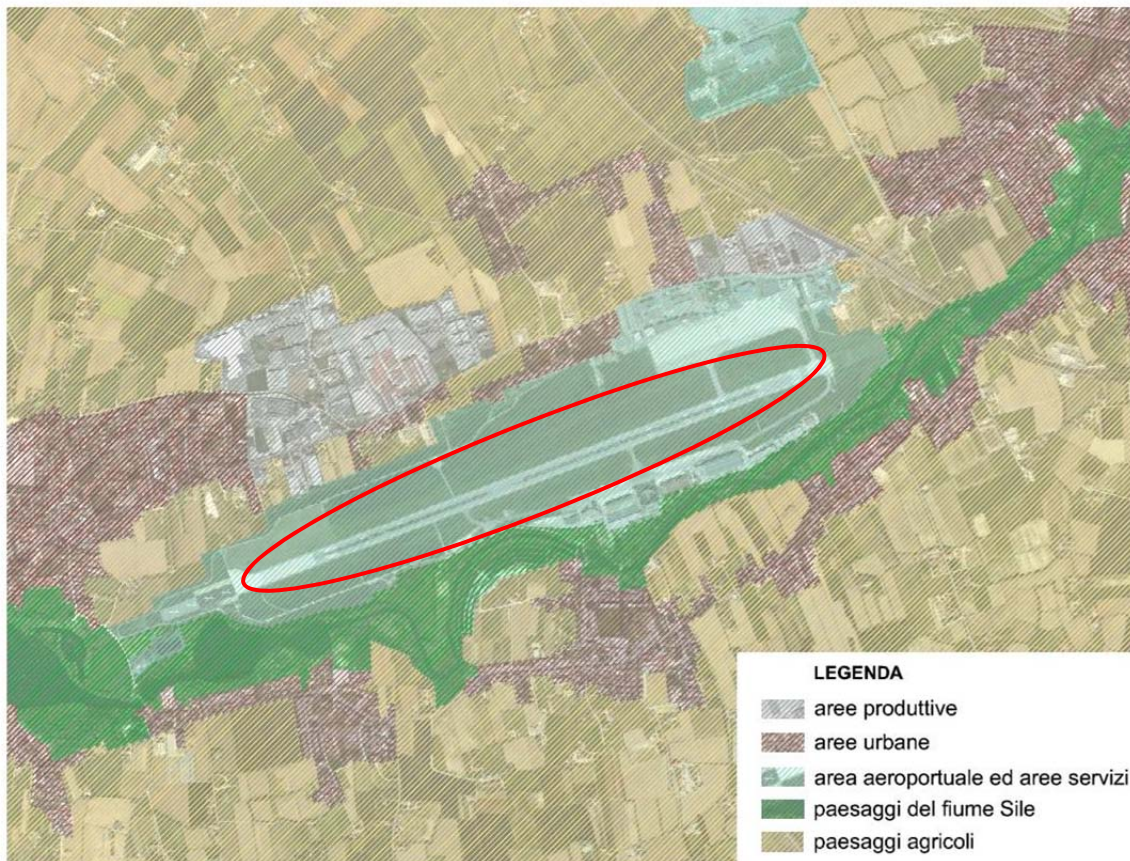 LEGENDA
aree produttive
aree urbane
area aeroportuale ed aree servizi
paesaggi del fiume Sile
paesaggi agricoli